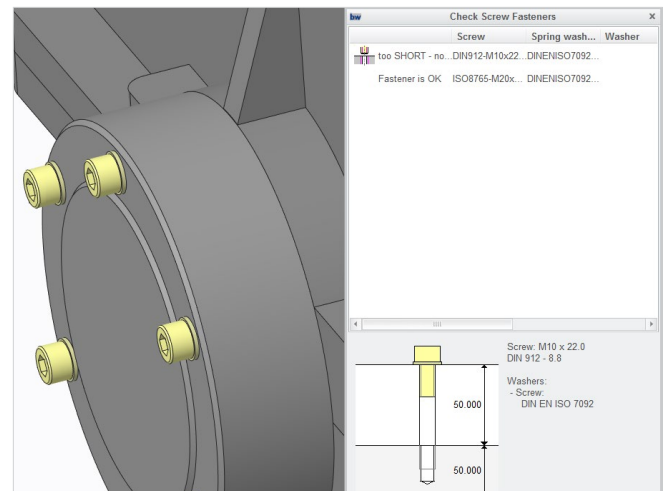 bw Check Screw Fasteners X
Screw Spring wash... Washer
too SHORT - no... DIN912-M10x22... DINENISO7092...
Fastener is OK ISO8765-M20x... DINENISO7092...
Screw: M10 x 22.0
DIN 912 - 8.8
Washers:
- Screw:
DIN EN ISO 7092
50.000
50.000